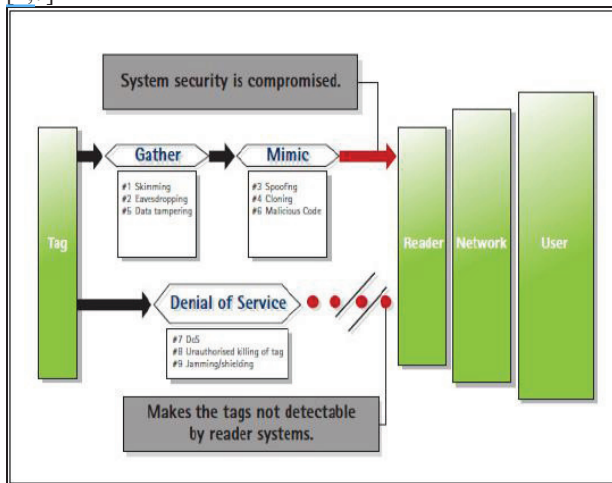 System security is compromised.
Gather
Mimic
#1 Skimming
#2 Eavesdropping
#5 Data tampering
#3 Spoofing
#4 Cloning
#6 Malicious Code
Tag
Reader
Network
User
Denial of Service
#7 DoS
#8 Unauthorised killing of tag
#9 Jamming/shielding
Makes the tags not detectable
by reader systems.